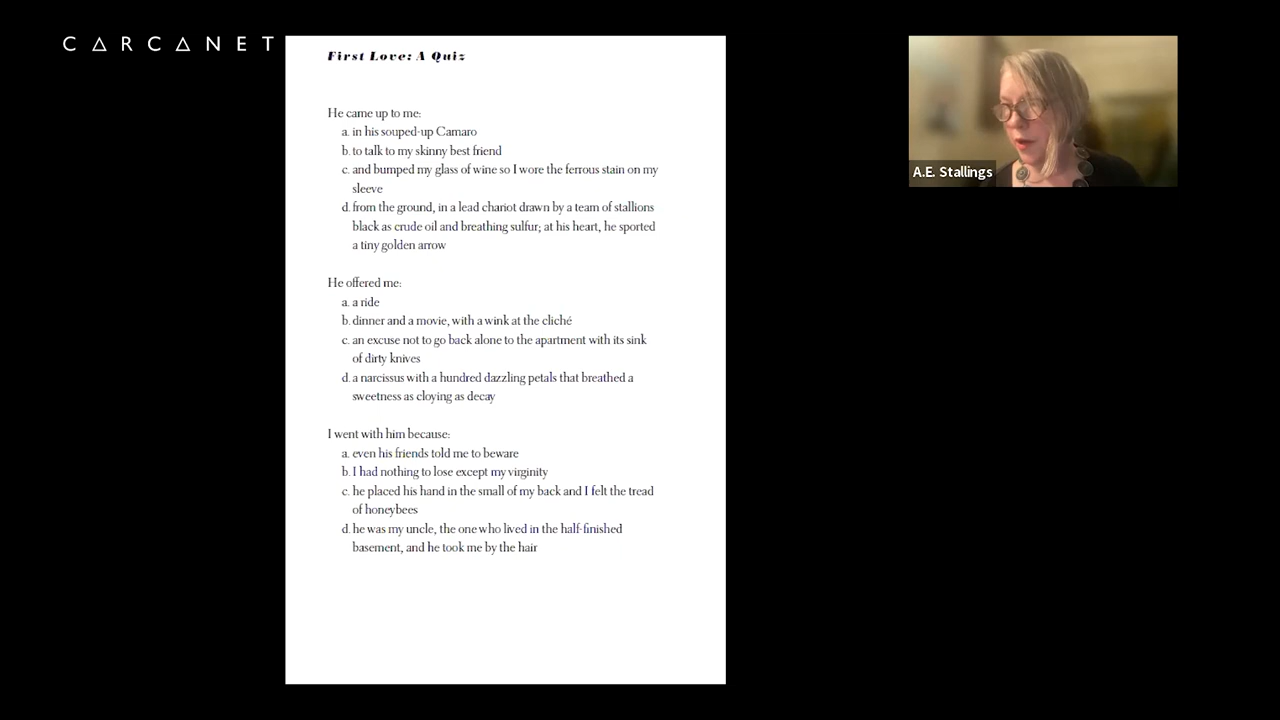 CARCANET
First Love: A Quiz
He came up to me:
a. in his souped-up Camaro
b. to talk to my skinny best friend
c. and bumped my glass of wine so I wore the ferrous stain on my
sleeve
d. from the ground, in a lead chariot drawn by a team of stallions
black as crude oil and breathing sulfur; at his heart, he sported
a tiny golden arrow
He offered me:
a. a ride
b. dinner and a movie, with a wink at the cliché
c. an excuse not to go back alone to the apartment with its sink
of dirty knives
d. a narcissus with a hundred dazzling petals that breathed a
sweetness as cloying as decay
I went with him because:
a. even his friends told me to beware
b. I had nothing to lose except my virginity
c. he placed his hand in the small of my back and I felt the tread
of honeybees
d. he was my uncle, the one who lived in the half-finished
basement, and he took me by the hair
A.E. Stallings